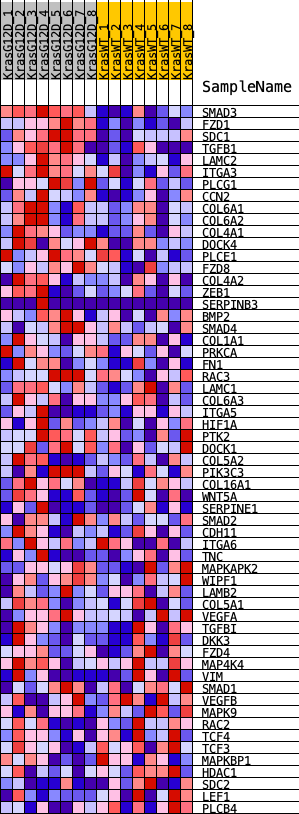 KrasG12D_1
KrasG12D_2
KrasG12D_3
KrasG12D_4
KrasG12D_5
KrasG12D_6
KrasG12D_7
KrasG12D_8
KrasWT_1
KrasWT_2
KrasWT_3
KrasWT_4
KrasWT_5
KrasWT_6
KrasWT_7
KrasWT_8
SampleName
SMAD3
FZD1
SDC1
TGFB1
LAMC2
ITGA3
PLCG1
CCN2
COL6A1
COL6A2
COL4A1
DOCK4
PLCE1
FZD8
COL4A2
ZEB1
SERPINB3
BMP2
SMAD4
COL1A1
PRKCA
FN1
RAC3
LAMC1
COL6A3
ITGA5
HIF1A
PTK2
DOCK1
COL5A2
PIK3C3
COL16A1
WNT5A
SERPINE1
SMAD2
CDH11
ITGA6
TNC
MAPKAPK2
WIPF1
LAMB2
COL5A1
VEGFA
TGFBI
DKK3
FZD4
MAP4K4
VIM
SMAD1
VEGFB
MAPK9
RAC2
TCF4
TCF3
MAPKBP1
HDAC1
SDC2
LEF1
PLCB4